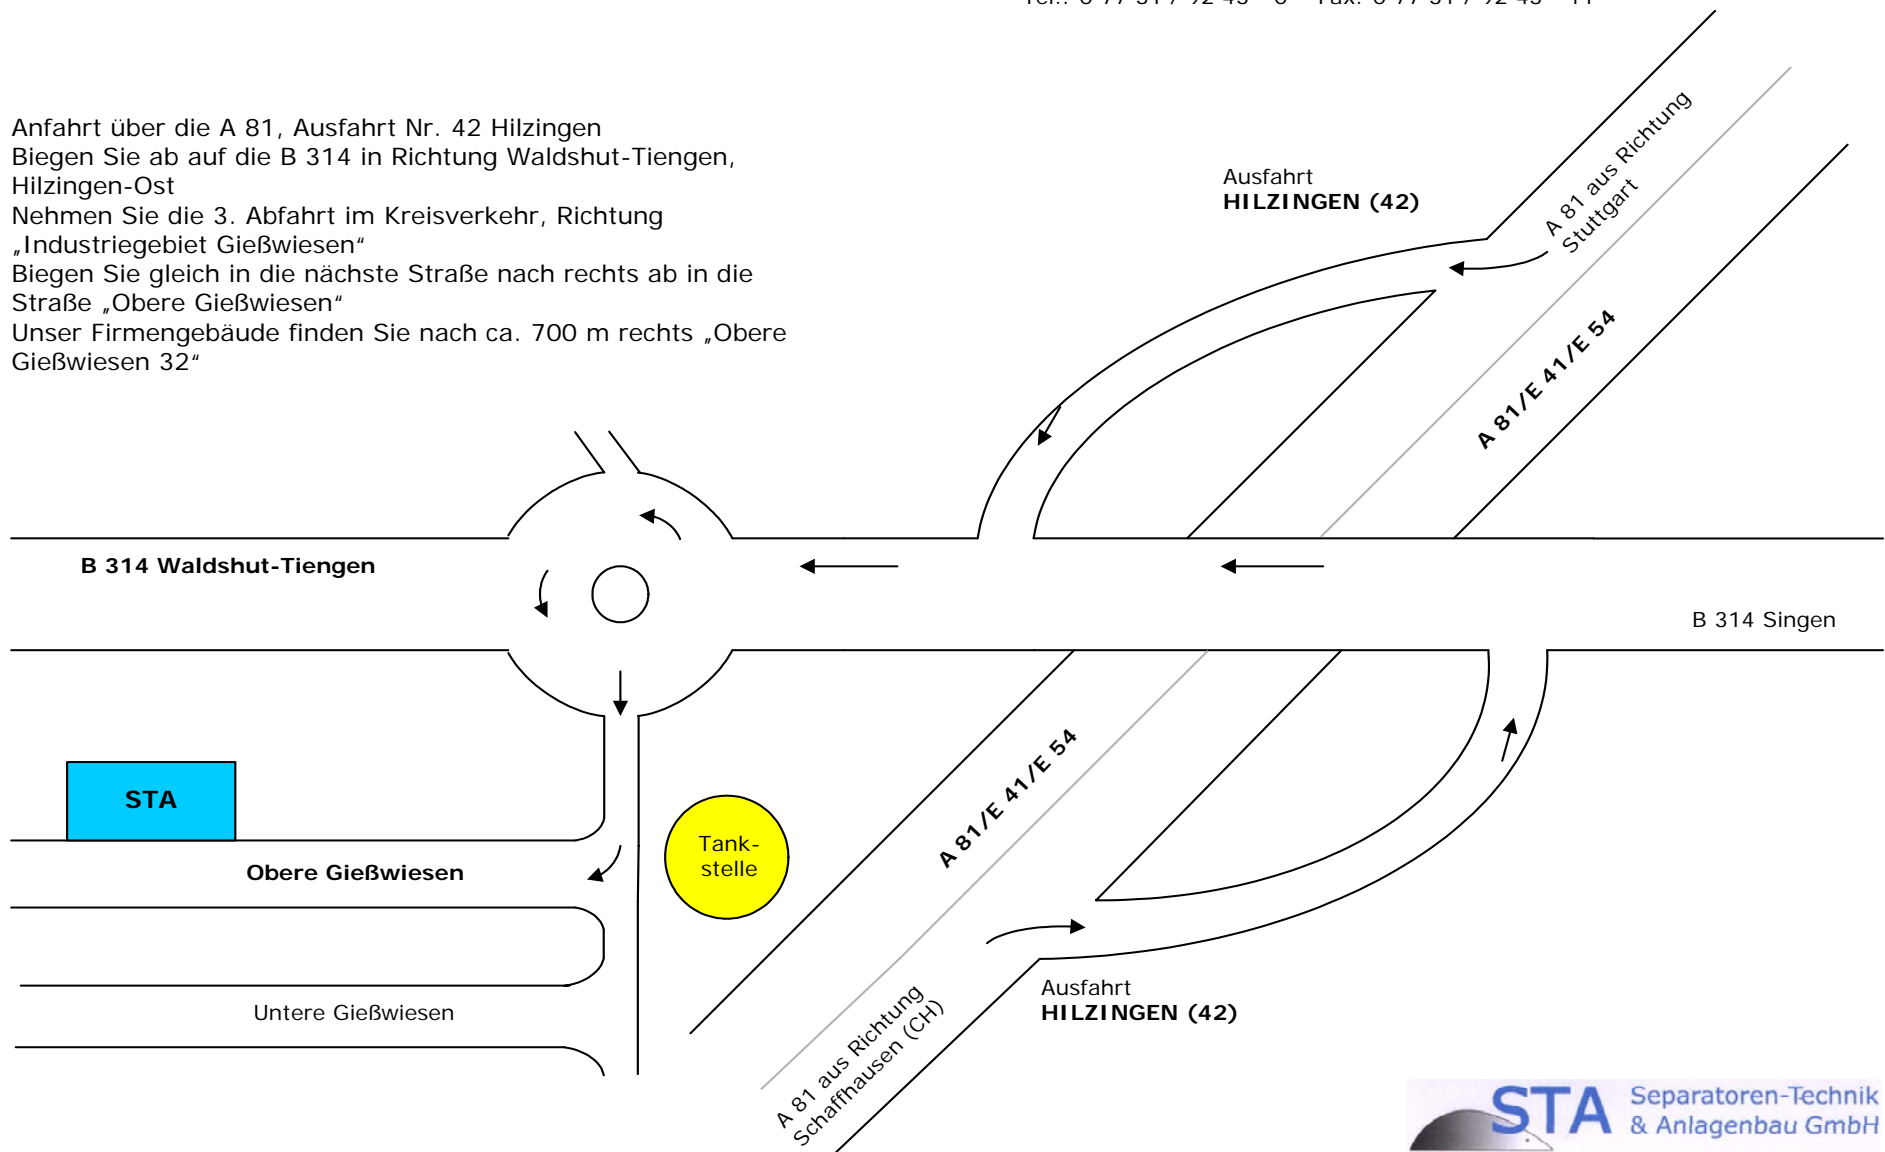 Anfahrt über die A 81, Ausfahrt Nr. 42 Hilzingen
Biegen Sie ab auf die B 314 in Richtung Waldshut-Tiengen,
Hilzingen-Ost
Nehmen Sie die 3. Abfahrt im Kreisverkehr, Richtung
„Industriegebiet Gießwiesen“
Biegen Sie gleich in die nächste Straße nach rechts ab in die
Straße „Obere Gießwiesen“
Unser Firmengebäude finden Sie nach ca. 700 m rechts „Obere
Gießwiesen 32“
Ausfahrt
HILZINGEN (42)
A 81 aus Richtung
Stuttgart
A 81/E 41/E 54
B 314 Waldshut-Tiengen
B 314 Singen
STA
Tank-
stelle
A 81/E 41/E 54
Obere Gießwiesen
Untere Gießwiesen
A 81 aus Richtung
Schaffhausen (CH)
Ausfahrt
HILZINGEN (42)
STA Separatoren-Technik
& Anlagenbau GmbH